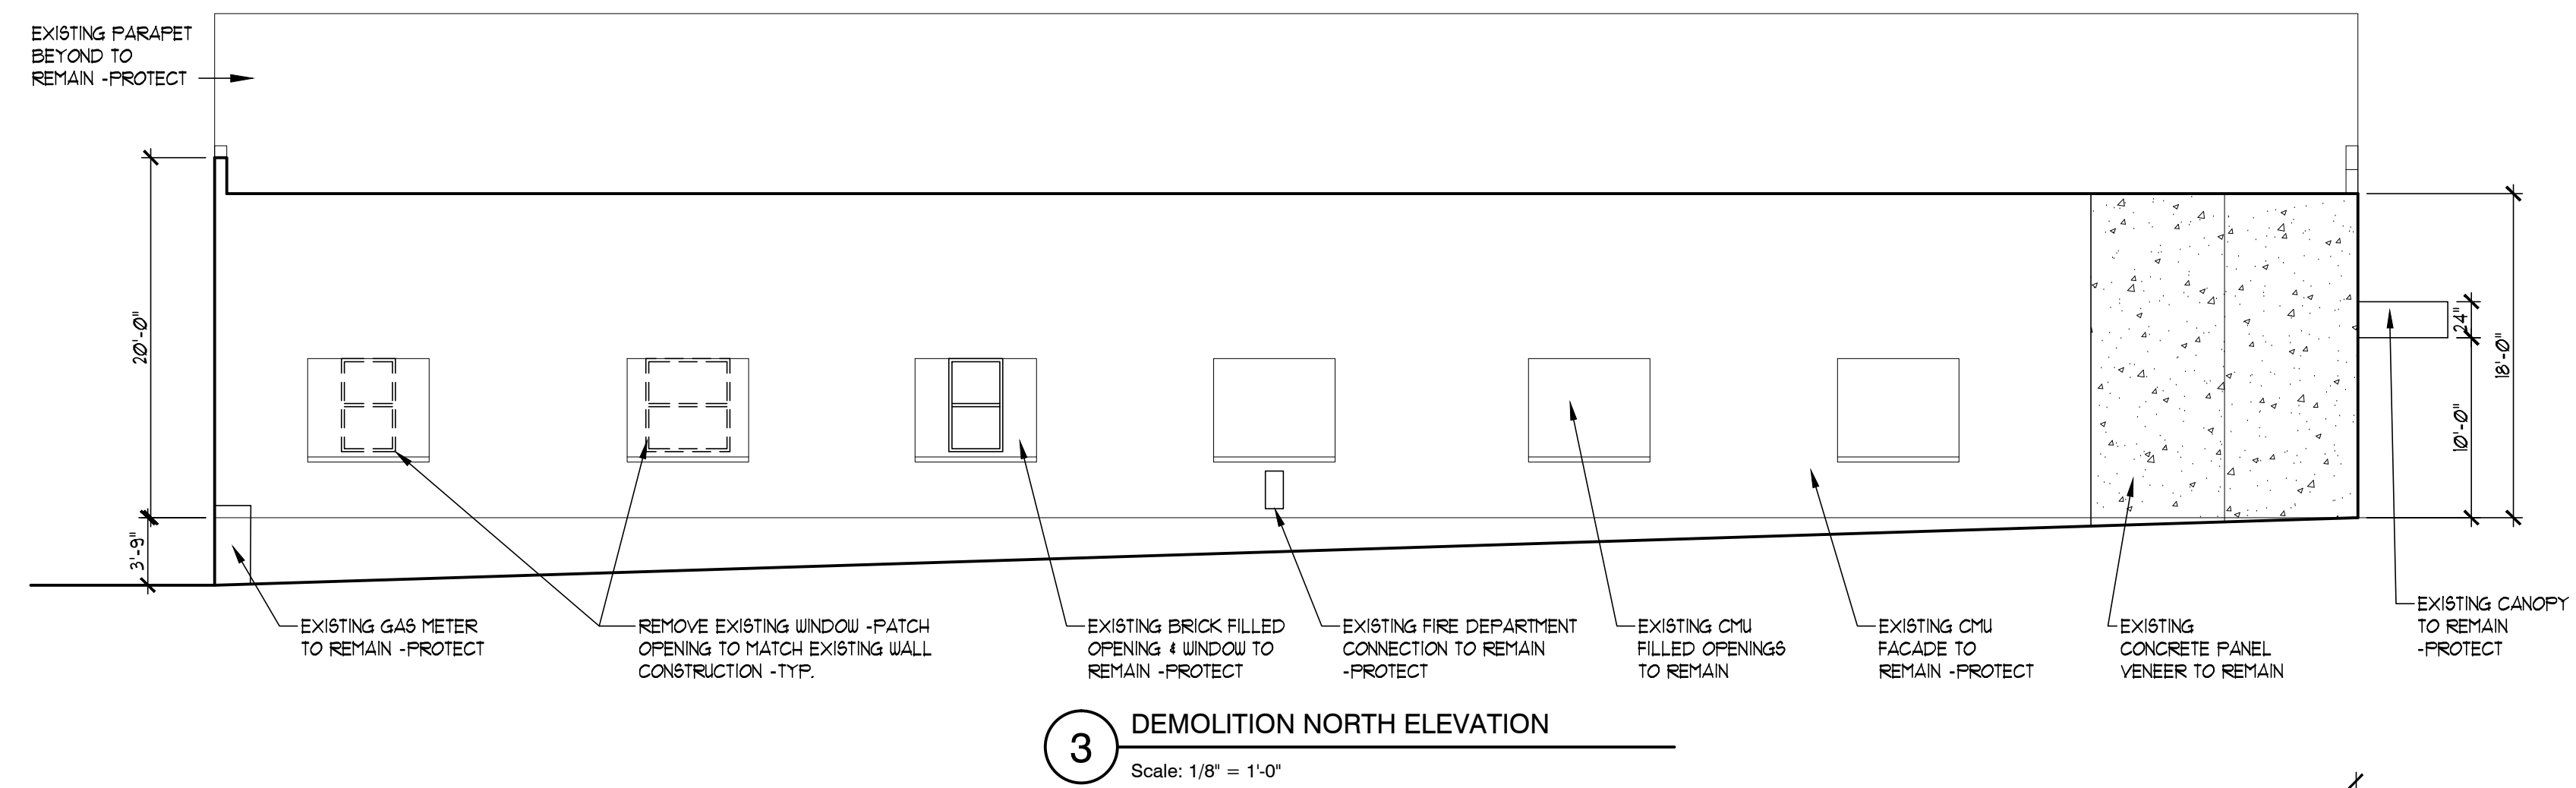 EXISTING PARAPET
BEYOND TO
REMAIN -PROTECT
20'-0"
3'-9"
24"
18'-0"
10'-0"
EXISTING GAS METER
TO REMAIN -PROTECT
REMOVE EXISTING WINDOW -PATCH
OPENING TO MATCH EXISTING WALL
CONSTRUCTION -TYP.
EXISTING BRICK FILLED
OPENING & WINDOW TO
REMAIN -PROTECT
EXISTING FIRE DEPARTMENT
CONNECTION TO REMAIN
-PROTECT
EXISTING CMU
FILLED OPENINGS
TO REMAIN
EXISTING CMU
FACADE TO
REMAIN -PROTECT
EXISTING
CONCRETE PANEL
VENEER TO REMAIN
EXISTING CANOPY
TO REMAIN
-PROTECT
3
DEMOLITION NORTH ELEVATION
Scale: 1/8" = 1'-0"